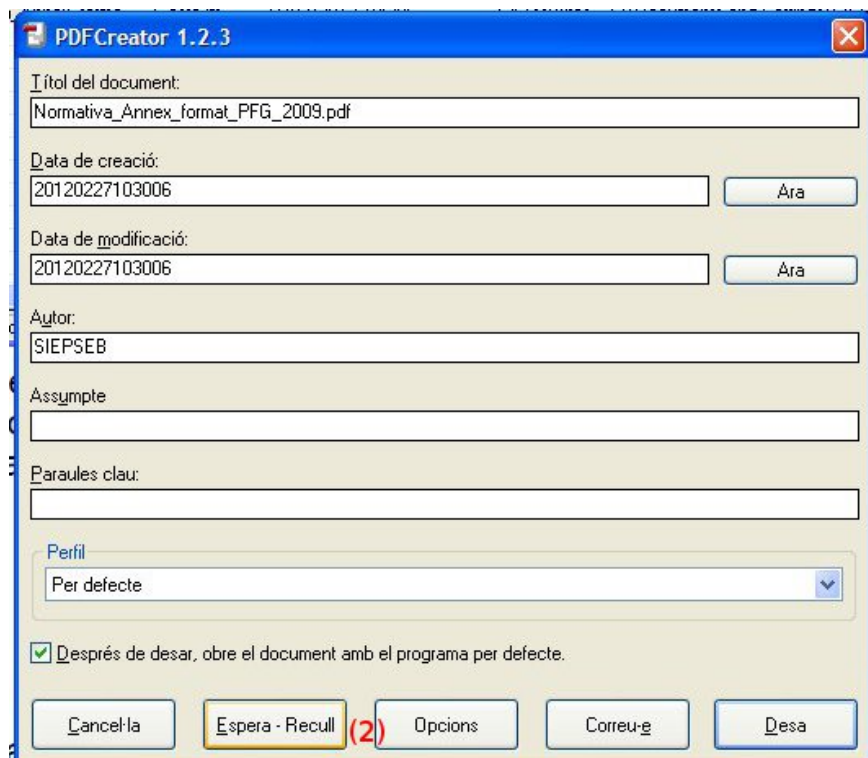 PDFCreator 1.2.3
Títol del document:
Normativa_Annex_format_PFG_2009.pdf
Data de creació:
20120227103006
Ara
Data de modificació:
20120227103006
Ara
Autor:
SIEPSEB
Assumpte
Paraules clau:
Perfil
Per defecte
Després de desar, obre el document amb el programa per defecte.
Cancel·la Espera - Recull (2) Opcions Correu-e Desa